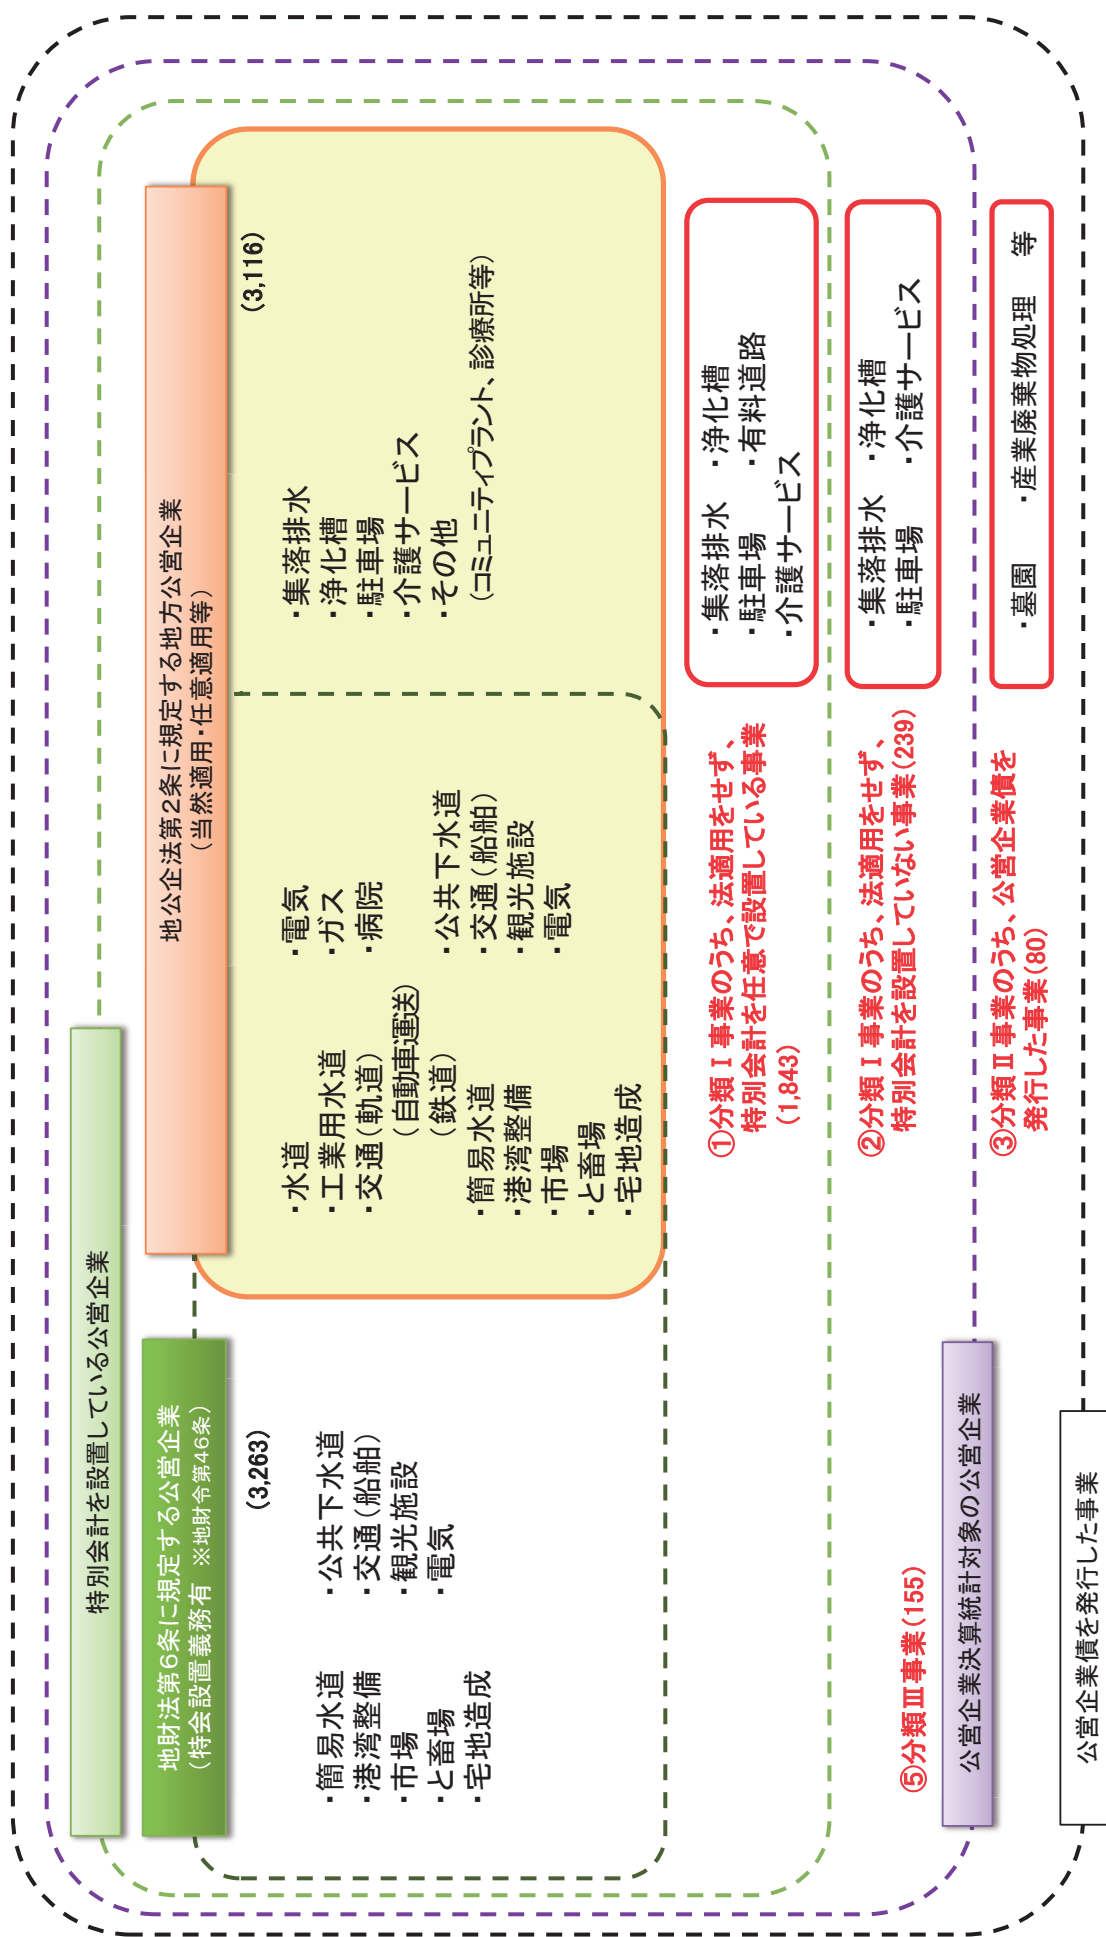 特別会計を設置している公営企業
地財法第6条に規定する公営企業
（特会設置義務有　※地財令第46条）
(3,263)
・簡易水道
・港湾整備
・市場
・と畜場
・宅地造成
・公共下水道
・交通（船舶）
・観光施設
・電気
地公企法第2条に規定する地方公営企業
（当然適用・任意適用等）
(3,116)
・水道
・工業用水道
・交通（軌道）
（自動車運送）
（鉄道）
・電気
・ガス
・病院
・簡易水道
・港湾整備
・市場
・と畜場
・宅地造成
・公共下水道
・交通（船舶）
・観光施設
・電気
・集落排水
・浄化槽
・駐車場
・介護サービス
・その他
（コミュニティプラント、診療所等）
①分類Ⅰ事業のうち、法適用をせず、
特別会計を任意で設置している事業
(1,843)
・集落排水　・浄化槽
・駐車場　・有料道路
・介護サービス
②分類Ⅰ事業のうち、法適用をせず、
特別会計を設置していない事業(239)
・集落排水　・浄化槽
・駐車場　・介護サービス
⑤分類Ⅲ事業(155)
公営企業決算統計対象の公営企業
③分類Ⅱ事業のうち、公営企業債を
発行した事業(80)
・墓園　・産業廃棄物処理　等
公営企業債を発行した事業